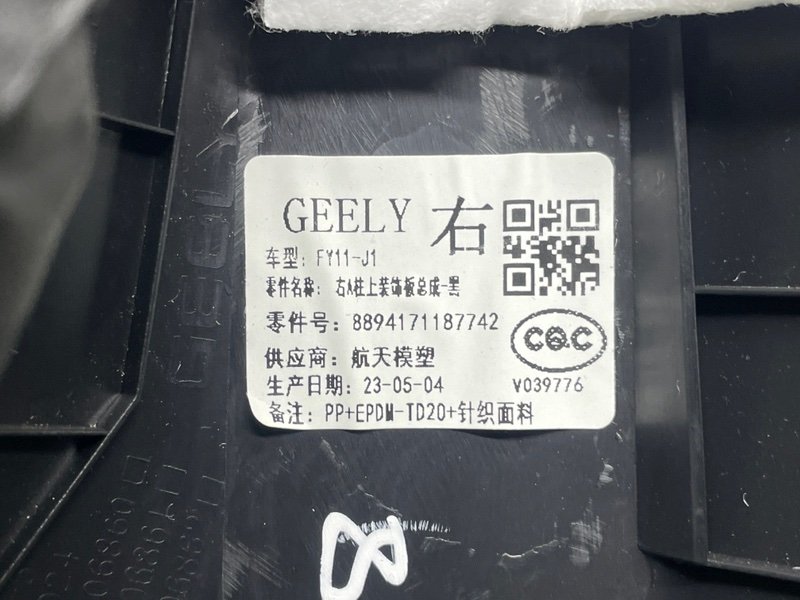 GEELY 右
车型: FY11-J1
零件名称: 右A柱上装饰板总成-黑
零件号: 8894171187742
CQC
供应商: 航天模塑
生产日期: 23-05-04
V039776
备注: PP+EPDM-TD20+针织面料
8